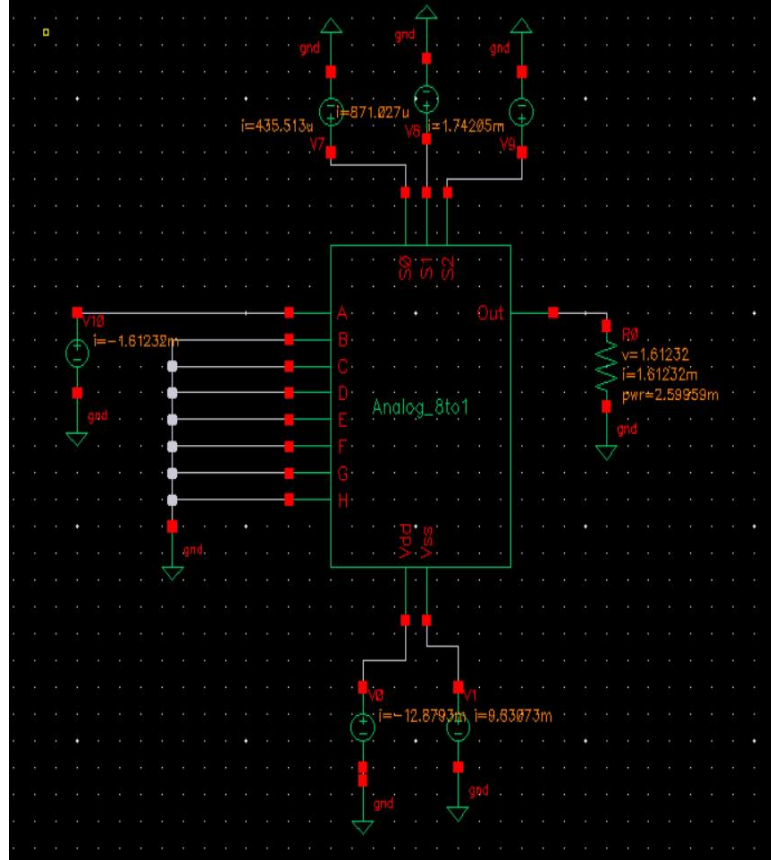 gnd
gnd
gnd
i=435.513u
i=871.027u
i=1.74205m
V7
V8
V9
S0
S1
S2
A
Out
V10
i=-1.61232m
B
R0
v=1.61232
i=1.61232m
pwr=2.59959m
C
D
E
Analog_8to1
gnd
gnd
F
G
H
gnd
Vdd
Vss
V0
V1
i=-12.8793m
i=9.63073m
gnd
gnd